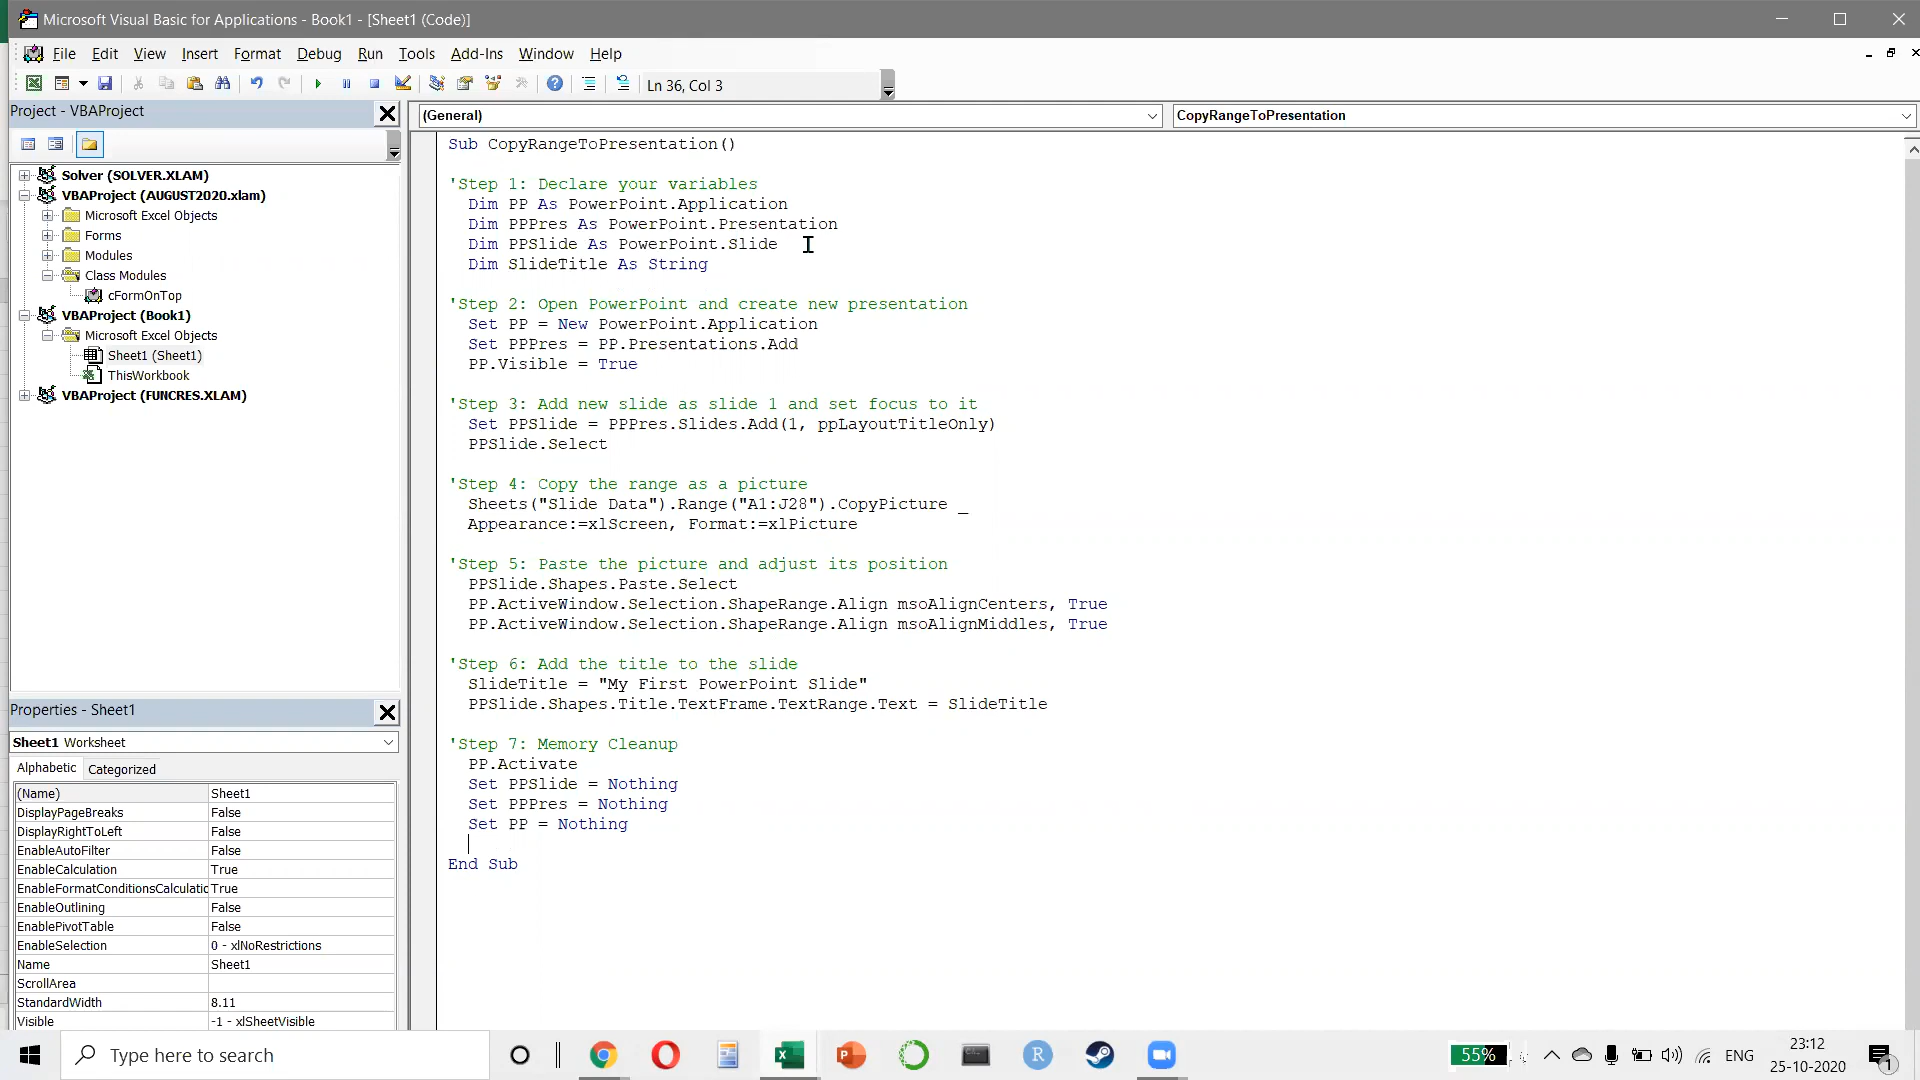 Microsoft Visual Basic for Applications - Book1 - [Sheet1 (Code)]
File Edit View Insert Format Debug Run Tools Add-Ins Window Help
Ln 36, Col 3
Project - VBAProject
(General) CopyRangeToPresentation
Solver (SOLVER.XLAM)
VBAProject (AUGUST2020.xlam)
Microsoft Excel Objects
Forms
Modules
Class Modules
cFormOnTop
VBAProject (Book1)
Microsoft Excel Objects
Sheet1 (Sheet1)
ThisWorkbook
VBAProject (FUNCRES.XLAM)
Properties - Sheet1
Sheet1 Worksheet
Alphabetic Categorized
(Name) Sheet1
DisplayPageBreaks False
DisplayRightToLeft False
EnableAutoFilter False
EnableCalculation True
EnableFormatConditionsCalculatic True
EnableOutlining False
EnablePivotTable False
EnableSelection 0 - xlNoRestrictions
Name Sheet1
ScrollArea
StandardWidth 8.11
Visible -1 - xlSheetVisible
Sub CopyRangeToPresentation()
'Step 1: Declare your variables
Dim PP As PowerPoint.Application
Dim PPPres As PowerPoint.Presentation
Dim PPSlide As PowerPoint.Slide
Dim SlideTitle As String
'Step 2: Open PowerPoint and create new presentation
Set PP = New PowerPoint.Application
Set PPPres = PP.Presentations.Add
PP.Visible = True
'Step 3: Add new slide as slide 1 and set focus to it
Set PPSlide = PPPres.Slides.Add(1, ppLayoutTitleOnly)
PPSlide.Select
'Step 4: Copy the range as a picture
Sheets("Slide Data").Range("A1:J28").CopyPicture _
Appearance:=xlScreen, Format:=xlPicture
'Step 5: Paste the picture and adjust its position
PPSlide.Shapes.Paste.Select
PP.ActiveWindow.Selection.ShapeRange.Align msoAlignCenters, True
PP.ActiveWindow.Selection.ShapeRange.Align msoAlignMiddles, True
'Step 6: Add the title to the slide
SlideTitle = "My First PowerPoint Slide"
PPSlide.Shapes.Title.TextFrame.TextRange.Text = SlideTitle
'Step 7: Memory Cleanup
PP.Activate
Set PPSlide = Nothing
Set PPPres = Nothing
Set PP = Nothing
End Sub
Type here to search
55%
ENG
23:12
25-10-2020
1